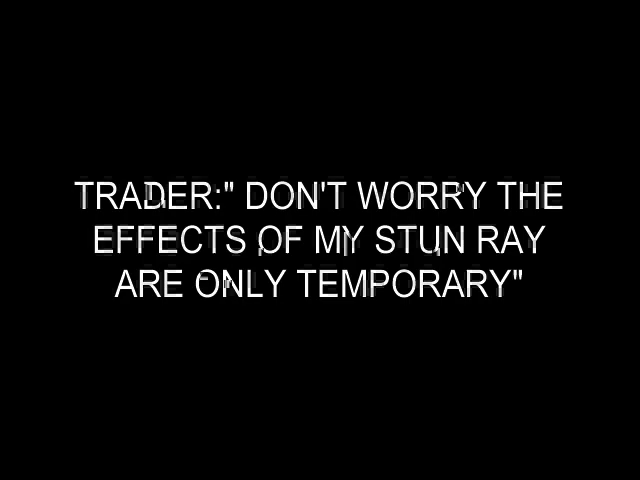 TRADER:" DON'T WORRY THE
EFFECTS OF MY STUN RAY
ARE ONLY TEMPORARY"